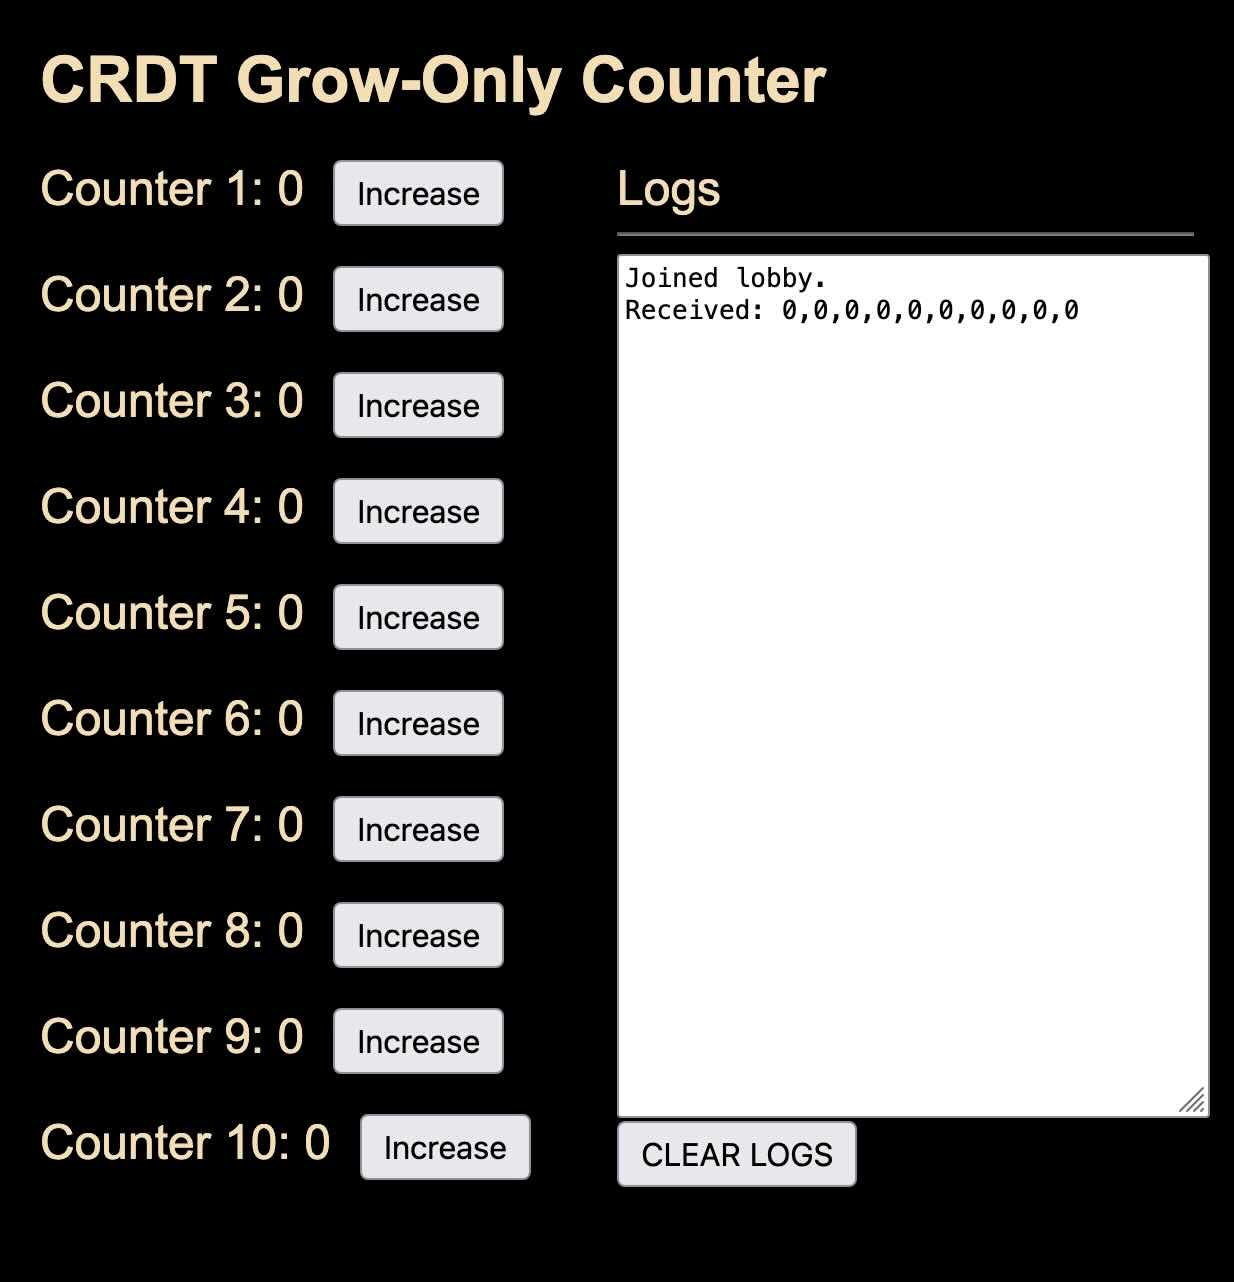 CRDT Grow-Only Counter
Counter 1: 0 Increase
Counter 2: 0 Increase
Counter 3: 0 Increase
Counter 4: 0 Increase
Counter 5: 0 Increase
Counter 6: 0 Increase
Counter 7: 0 Increase
Counter 8: 0 Increase
Counter 9: 0 Increase
Counter 10: 0 Increase
Logs
Joined lobby.
Received: 0,0,0,0,0,0,0,0,0,0
CLEAR LOGS